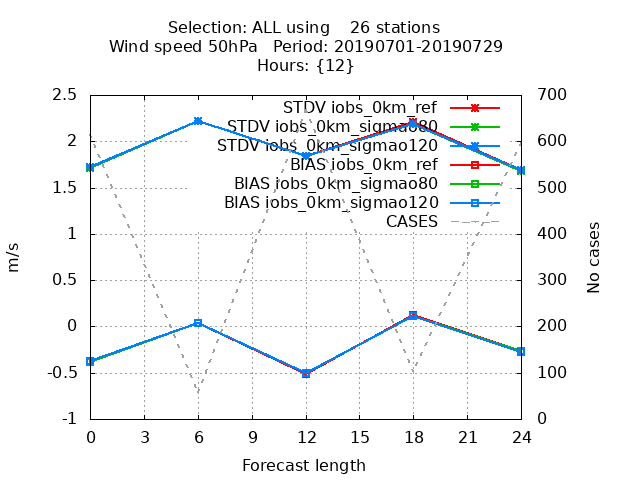 Selection: ALL using    26 stations
Wind speed 50hPa   Period: 20190701-20190729
Hours: {12}
2.5
2
1.5
1
0.5
0
-0.5
-1
700
600
500
400
300
200
100
0
STDV iobs_0km_ref
STDV iobs_0km_sigmao80
STDV iobs_0km_sigmao120
BIAS iobs_0km_ref
BIAS iobs_0km_sigmao80
BIAS iobs_0km_sigmao120
CASES
m/s
No cases
0 3 6 9 12 15 18 21 24
Forecast length